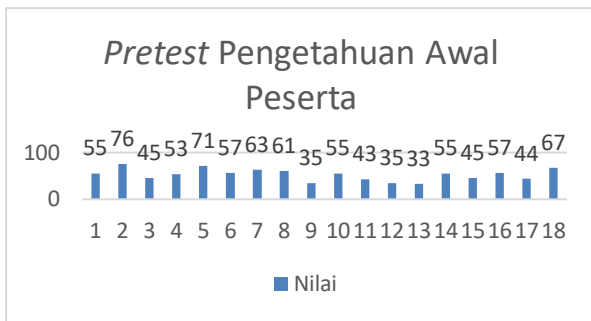 Pretest Pengetahuan Awal
Peserta
55 76 45 53 71 57 63 61 35 55 43 35 33 55 45 57 44 67
100
0
1 2 3 4 5 6 7 8 9 10 11 12 13 14 15 16 17 18
Nilai